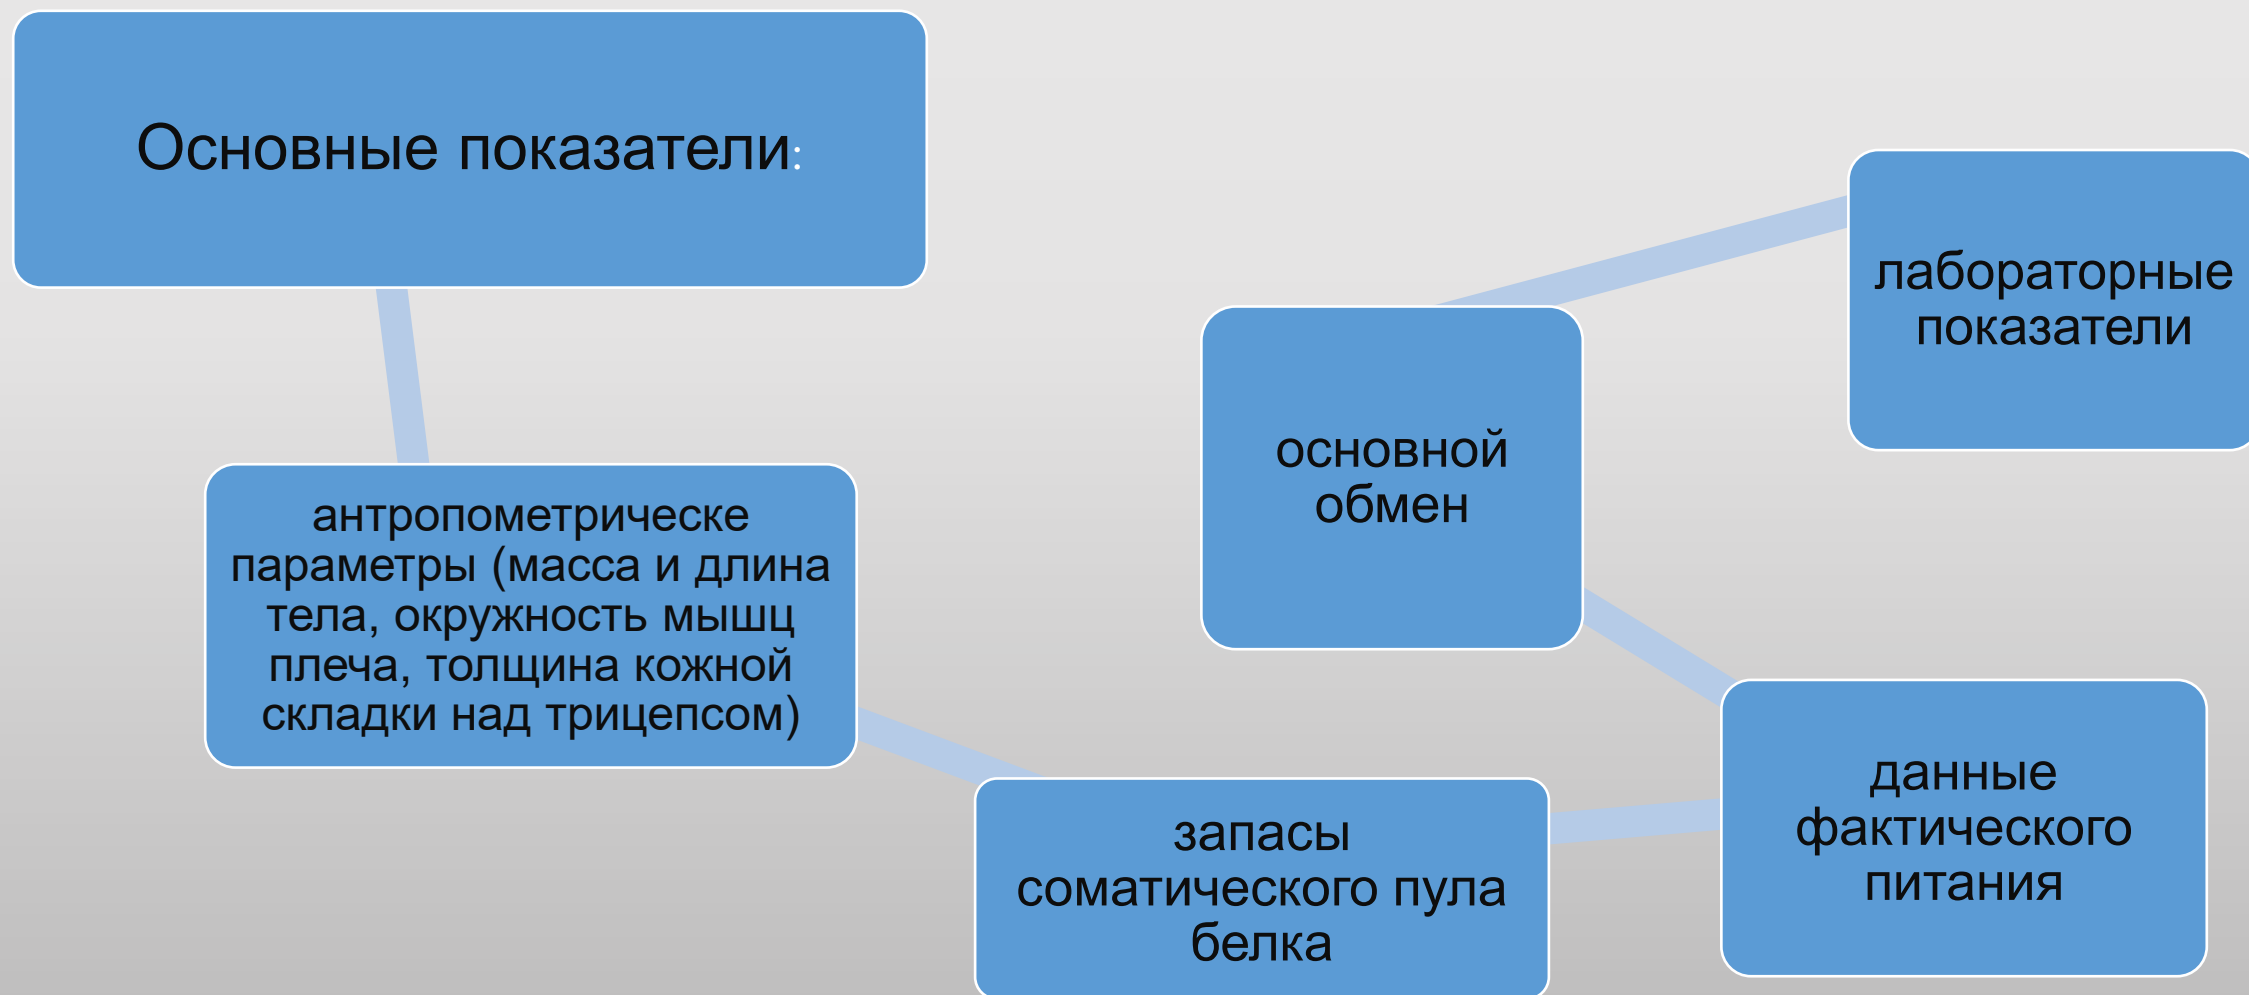 Основные показатели:
антропометрическе
параметры (масса и длина
тела, окружность мышц
плеча, толщина кожной
складки над трицепсом)
запасы
соматического пула
белка
данные
фактического
питания
основной
обмен
лабораторные
показатели